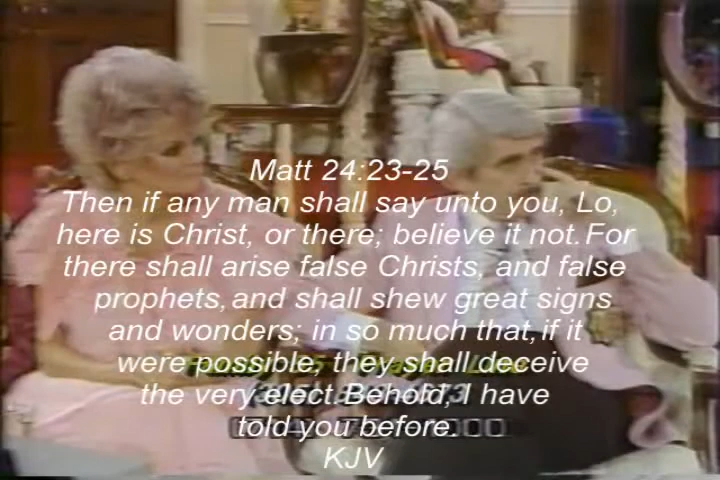 Matt 24:23-25
Then if any man shall say unto you, Lo,
here is Christ, or there; believe it not. For
there shall arise false Christs, and false
prophets, and shall shew great signs
and wonders; in so much that, if it
were possible, they shall deceive
the very elect. Behold, I have
told you before.
KJV